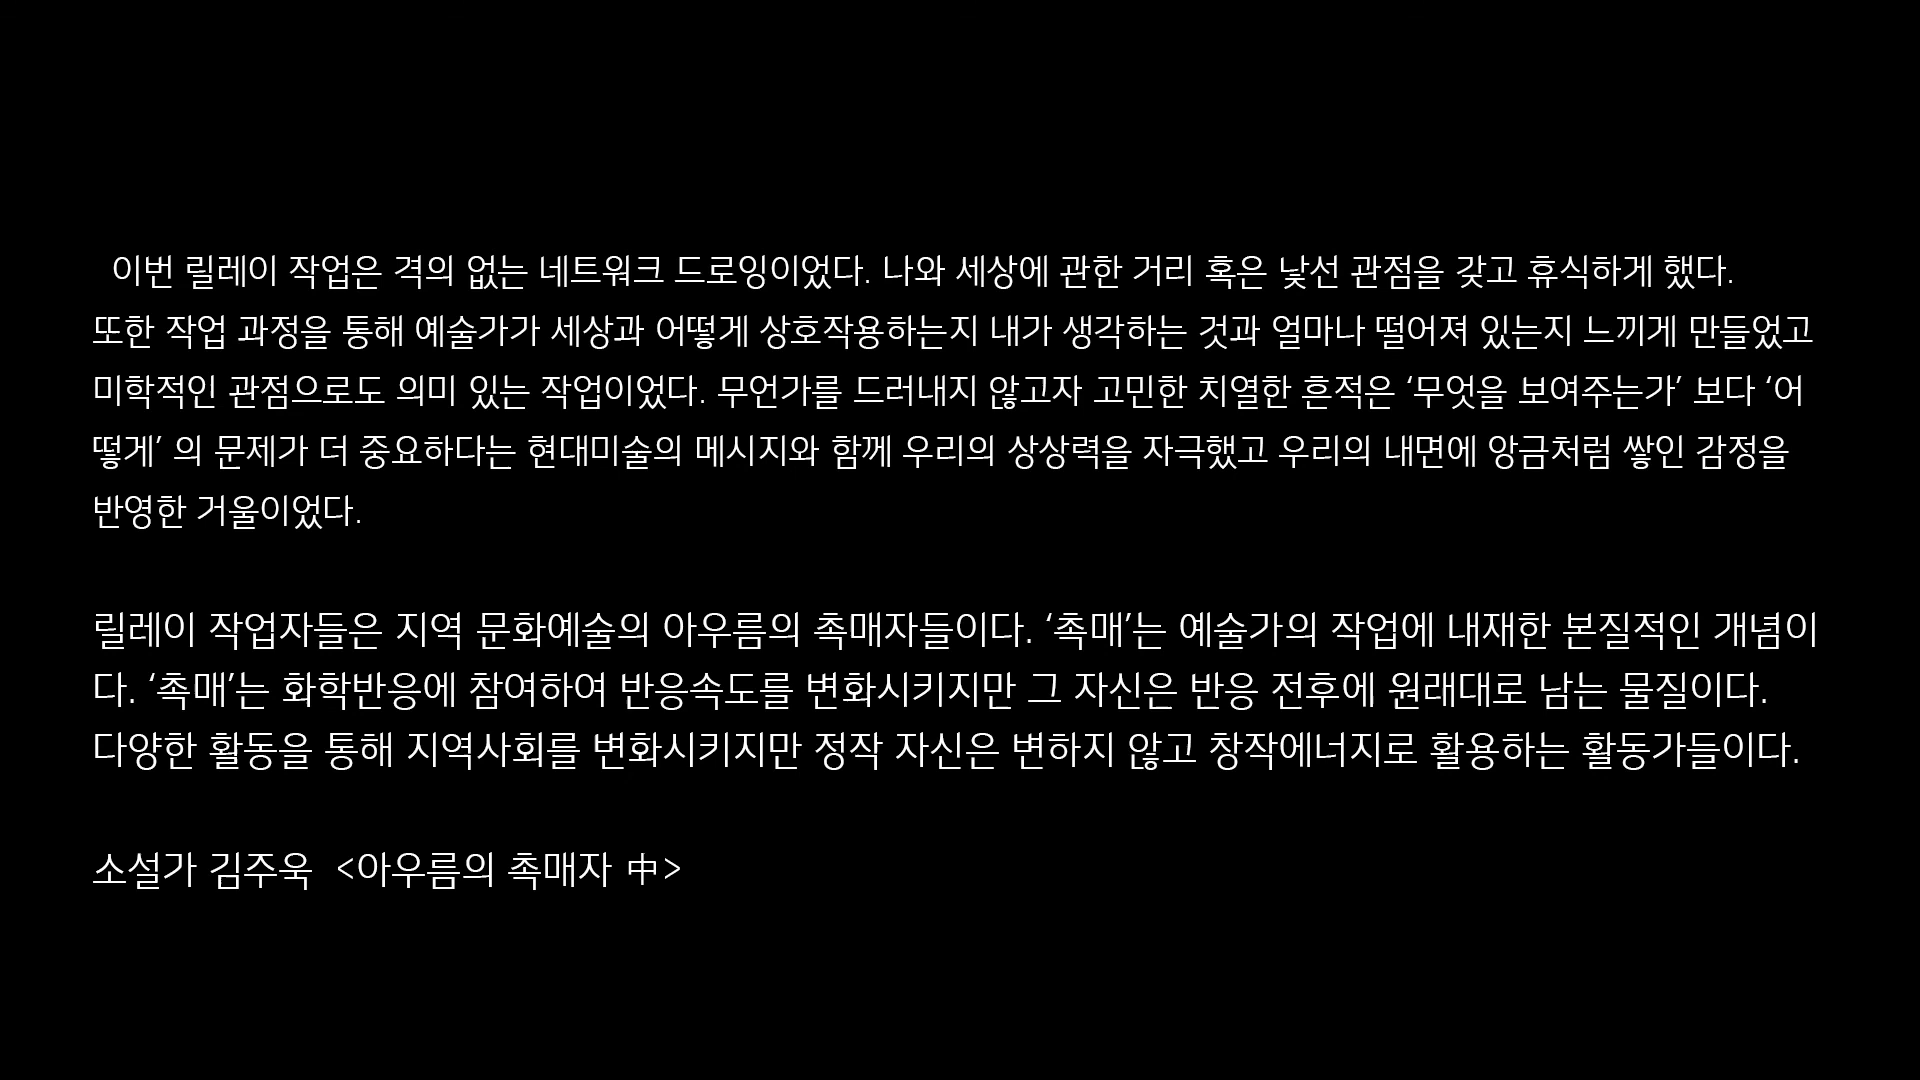 이번 릴레이 작업은 격의 없는 네트워크 드로잉이었다. 나와 세상에 관한 거리 혹은 낯선 관점을 갖고 휴식하게 했다.
또한 작업 과정을 통해 예술가가 세상과 어떻게 상호작용하는지 내가 생각하는 것과 얼마나 떨어져 있는지 느끼게 만들었고
미학적인 관점으로도 의미 있는 작업이었다. 무언가를 드러내지 않고자 고민한 치열한 흔적은 ‘무엇을 보여주는가’ 보다 ‘어
떻게’ 의 문제가 더 중요하다는 현대미술의 메시지와 함께 우리의 상상력을 자극했고 우리의 내면에 앙금처럼 쌓인 감정을
반영한 거울이었다.
릴레이 작업자들은 지역 문화예술의 아우름의 촉매자들이다. ‘촉매’는 예술가의 작업에 내재한 본질적인 개념이
다. ‘촉매’는 화학반응에 참여하여 반응속도를 변화시키지만 그 자신은 반응 전후에 원래대로 남는 물질이다.
다양한 활동을 통해 지역사회를 변화시키지만 정작 자신은 변하지 않고 창작에너지로 활용하는 활동가들이다.
소설가 김주욱  <아우름의 촉매자 中>